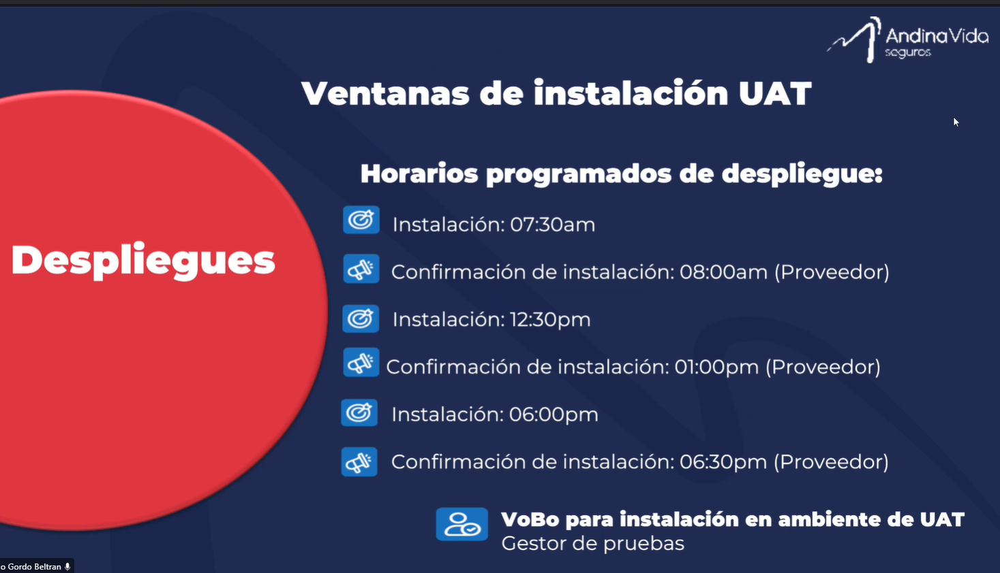 AndinaVida
seguros
Ventanas de instalación UAT
Horarios programados de despliegue:
Despliegues
Instalación: 07:30am
Confirmación de instalación: 08:00am (Proveedor)
Instalación: 12:30pm
Confirmación de instalación: 01:00pm (Proveedor)
Instalación: 06:00pm
Confirmación de instalación: 06:30pm (Proveedor)
VoBo para instalación en ambiente de UAT
Gestor de pruebas
o Gordo Beltran